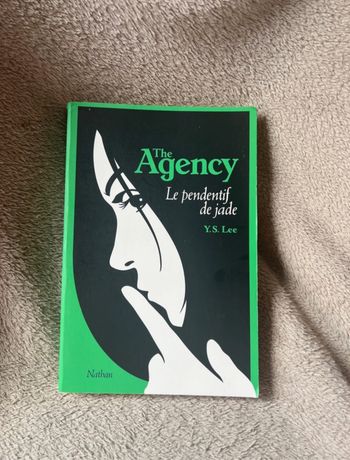 The
Agency
Le pendentif
de jade
Y. S. Lee
Nathan